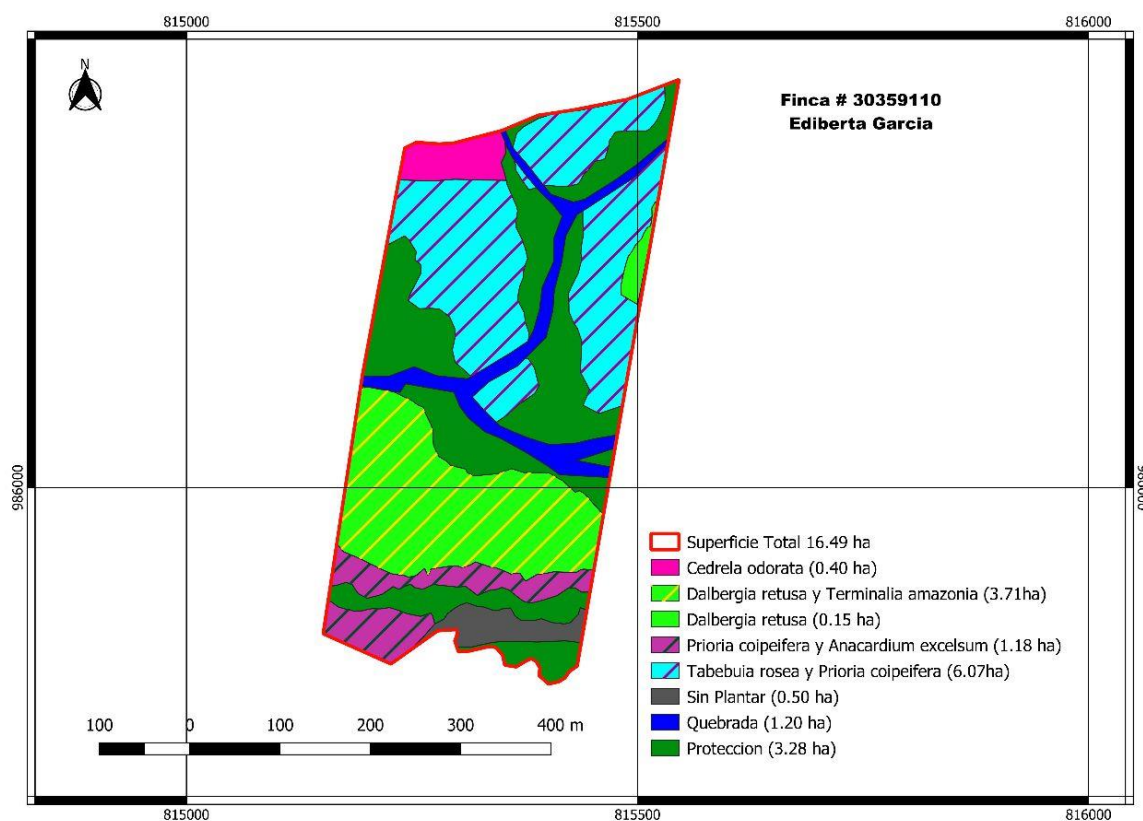 815000
815500
816000
N
Finca # 30359110
Ediberta Garcia
986000
986000
Superficie Total 16.49 ha
Cedrela odorata (0.40 ha)
Dalbergia retusa y Terminalia amazonia (3.71ha)
Dalbergia retusa (0.15 ha)
Prioria coipeifera y Anacardium excelsum (1.18 ha)
Tabebuia rosea y Prioria coipeifera (6.07ha)
Sin Plantar (0.50 ha)
Quebrada (1.20 ha)
Proteccion (3.28 ha)
100 0 100 200 300 400 m
815000
815500
816000